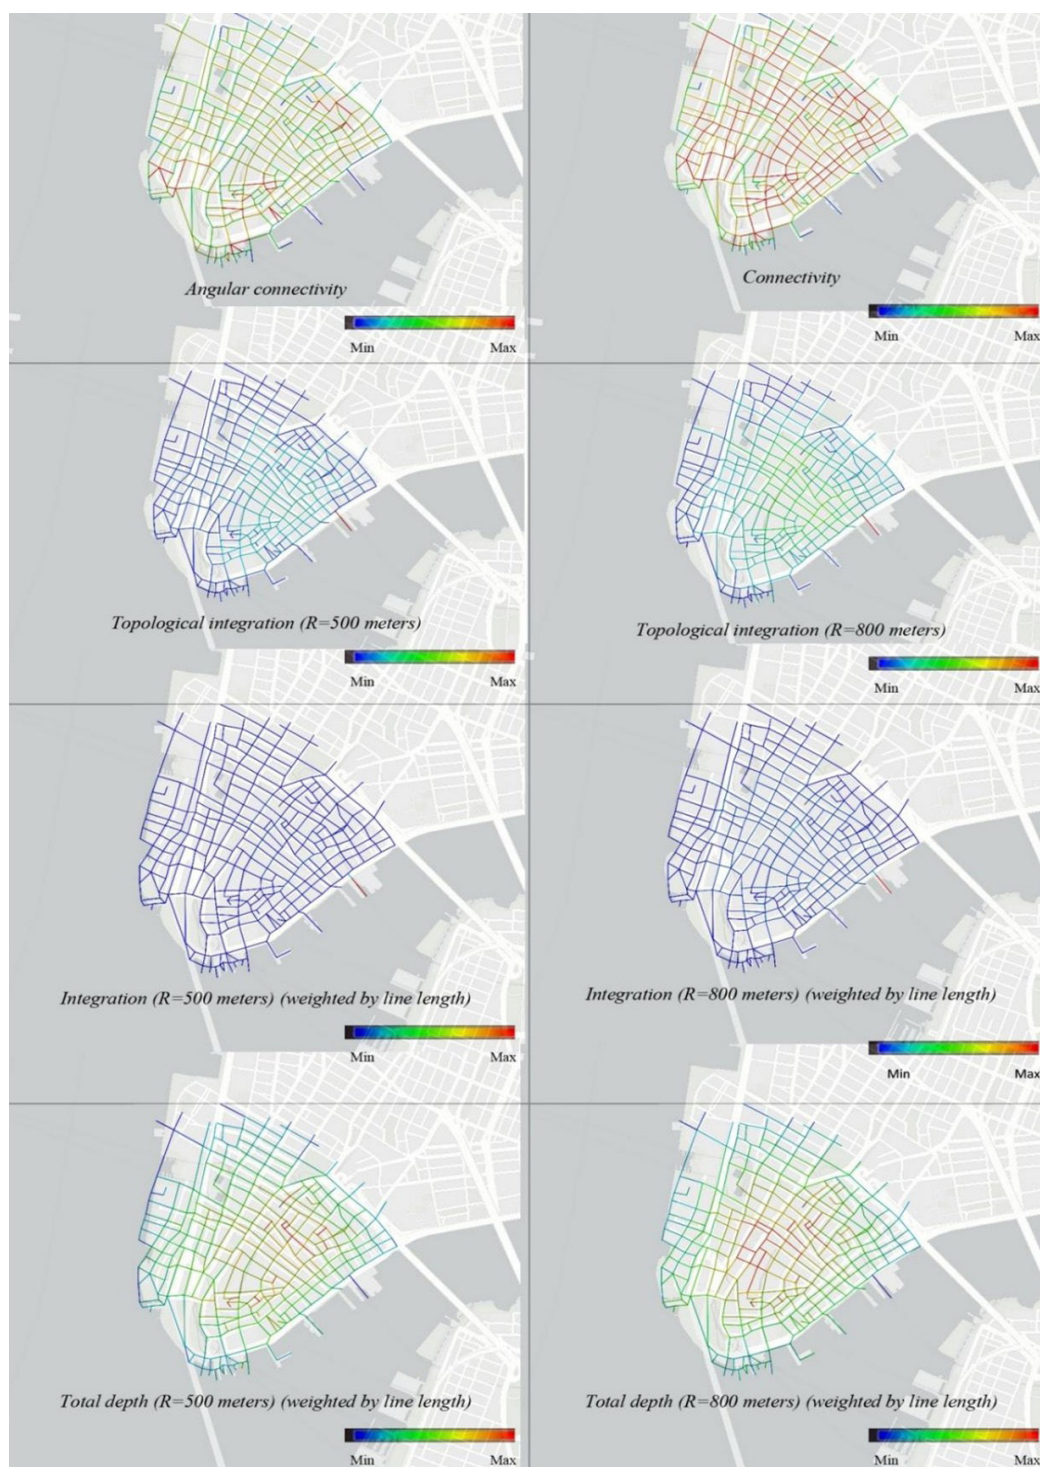 Angular connectivity
Min Max
Connectivity
Min Max
Topological integration (R=500 meters)
Min Max
Topological integration (R=800 meters)
Min Max
Integration (R=500 meters) (weighted by line length)
Min Max
Integration (R=800 meters) (weighted by line length)
Min Max
Total depth (R=500 meters) (weighted by line length)
Min Max
Total depth (R=800 meters) (weighted by line length)
Min Max